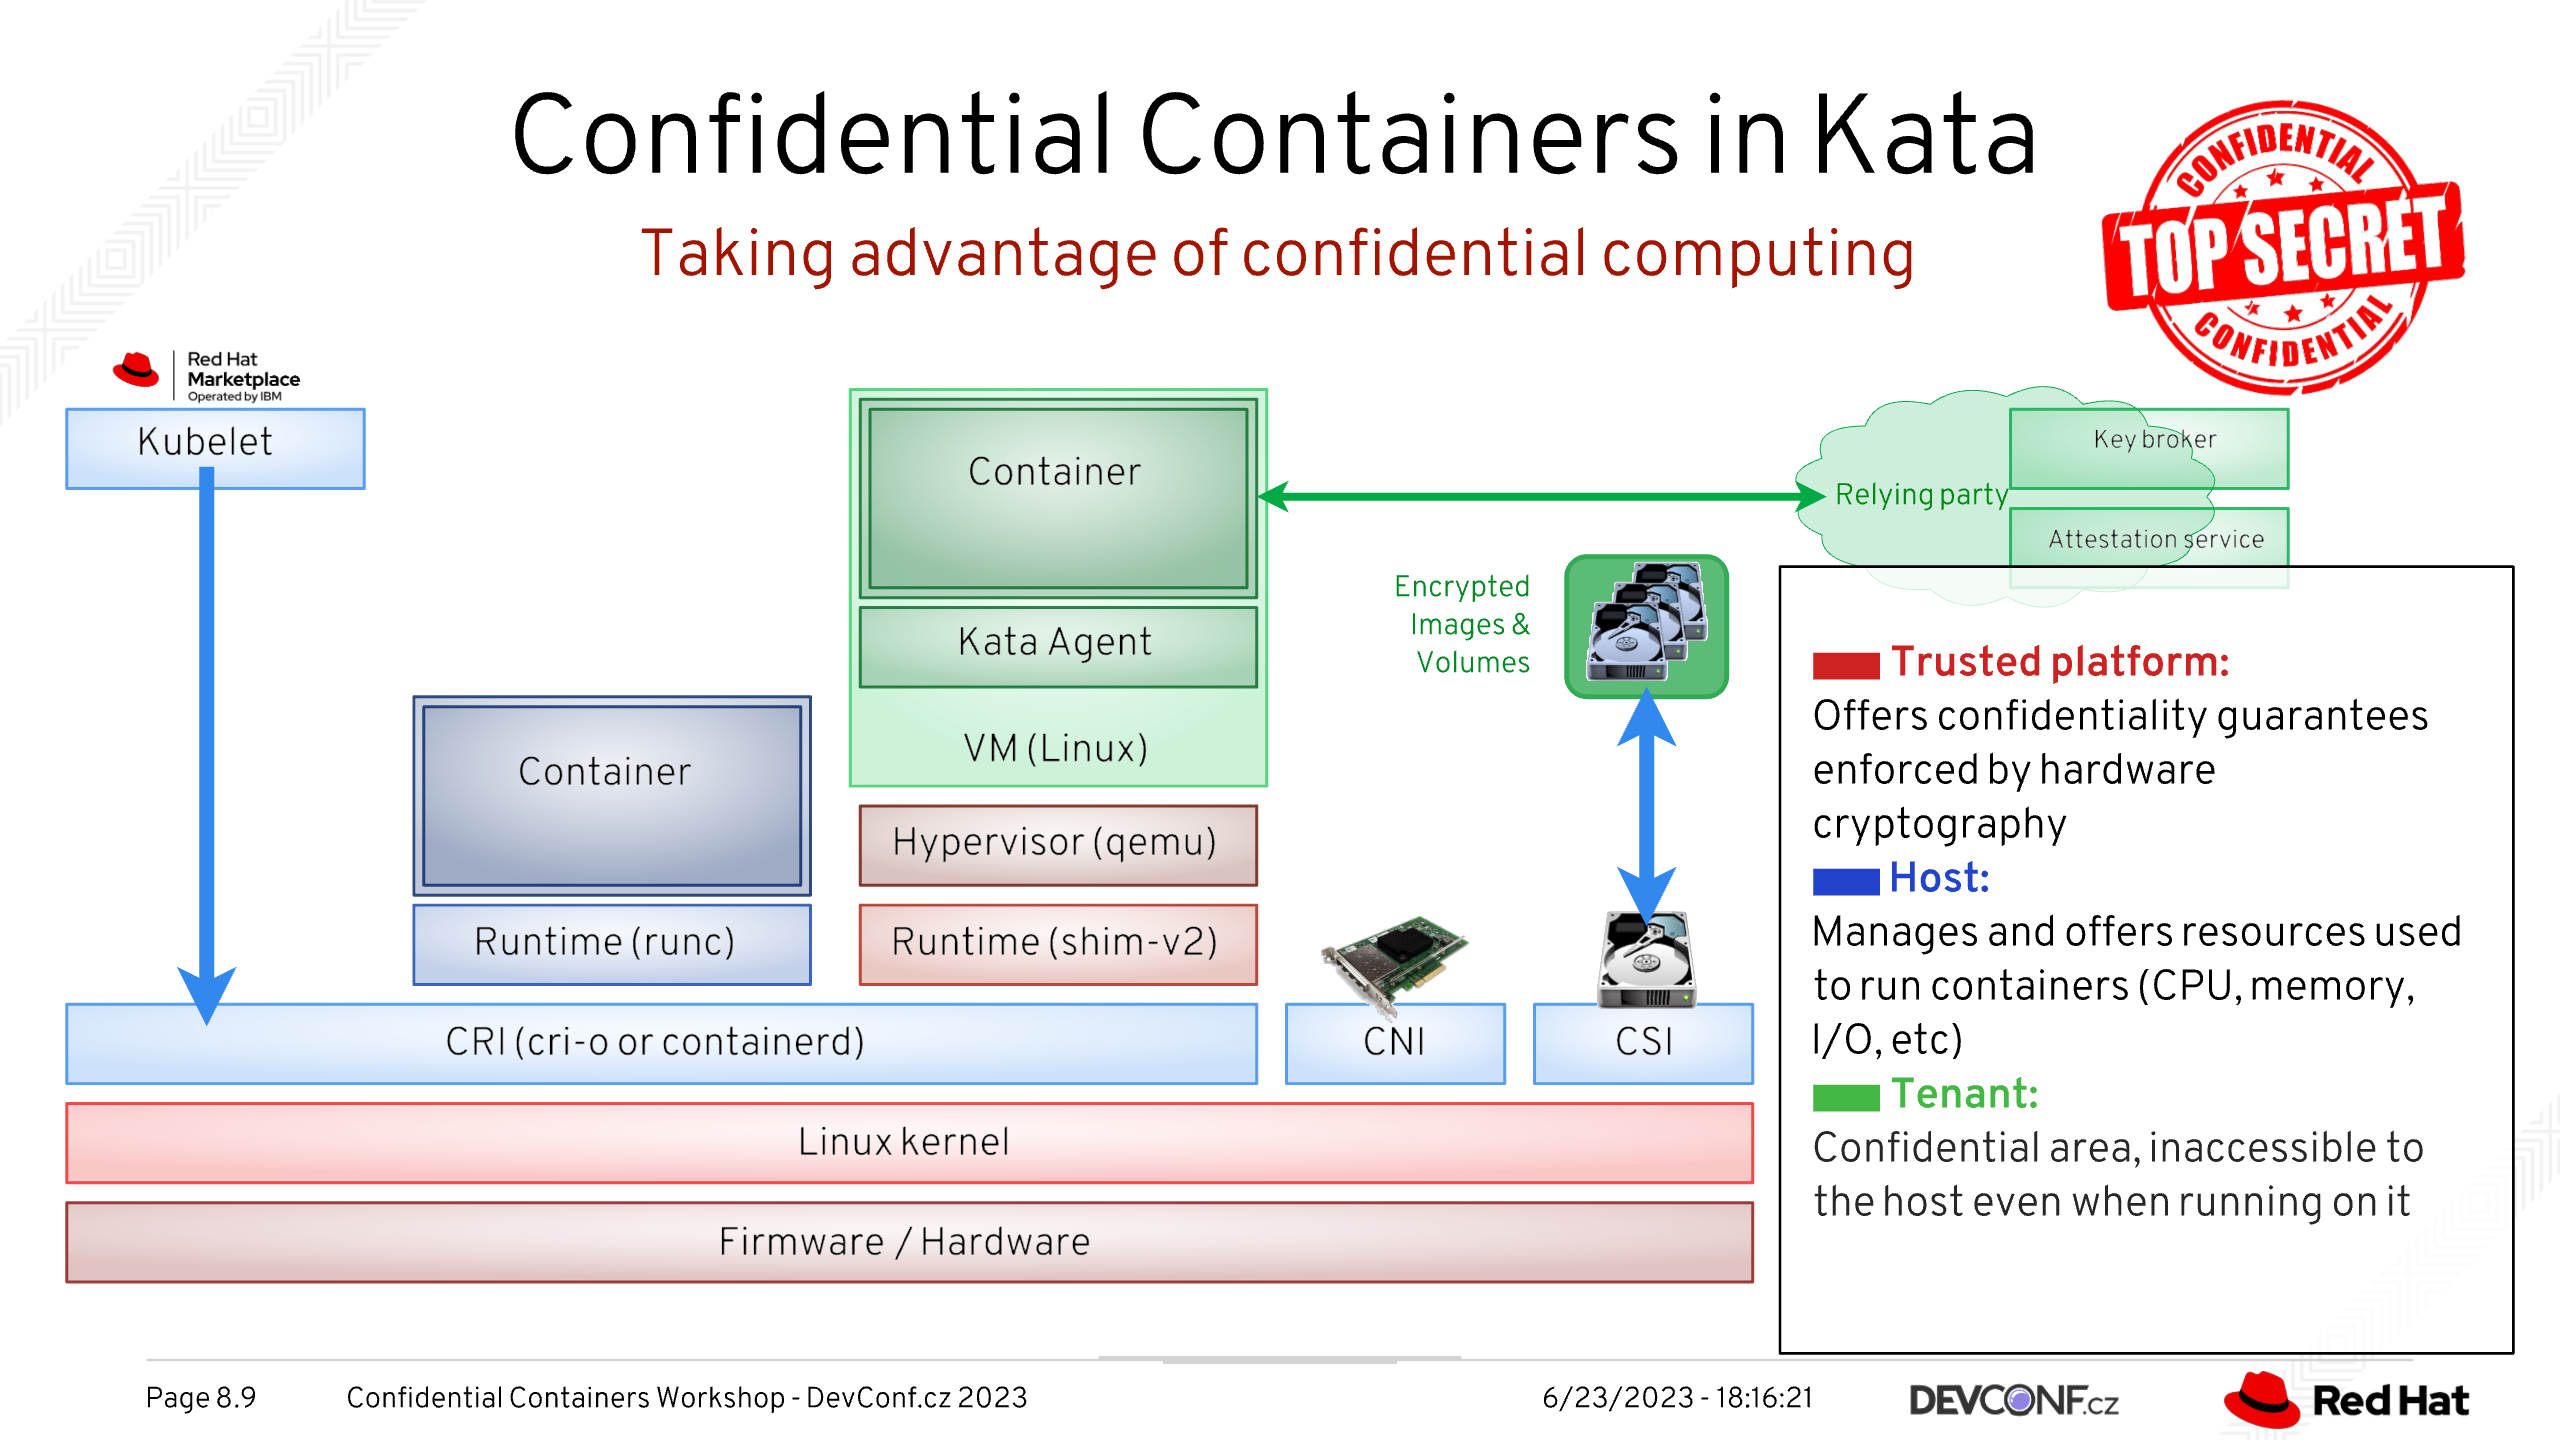 Confidential Containers in Kata
Taking advantage of confidential computing
CONFIDENTIAL
TOP SECRET
CONFIDENTIAL
Red Hat
Marketplace
Operated by IBM
Kubelet
Container
Kata Agent
VM (Linux)
Hypervisor (qemu)
Runtime (shim-v2)
Container
Runtime (runc)
CRI (cri-o or containerd)
CNI
CSI
Linux kernel
Firmware / Hardware
Encrypted
Images &
Volumes
Relying party
Key broker
Attestation service
Trusted platform:
Offers confidentiality guarantees
enforced by hardware
cryptography
Host:
Manages and offers resources used
to run containers (CPU, memory,
I/O, etc)
Tenant:
Confidential area, inaccessible to
the host even when running on it
Page 8.9
Confidential Containers Workshop - DevConf.cz 2023
6/23/2023 - 18:16:21
DEVCONF.cz
Red Hat